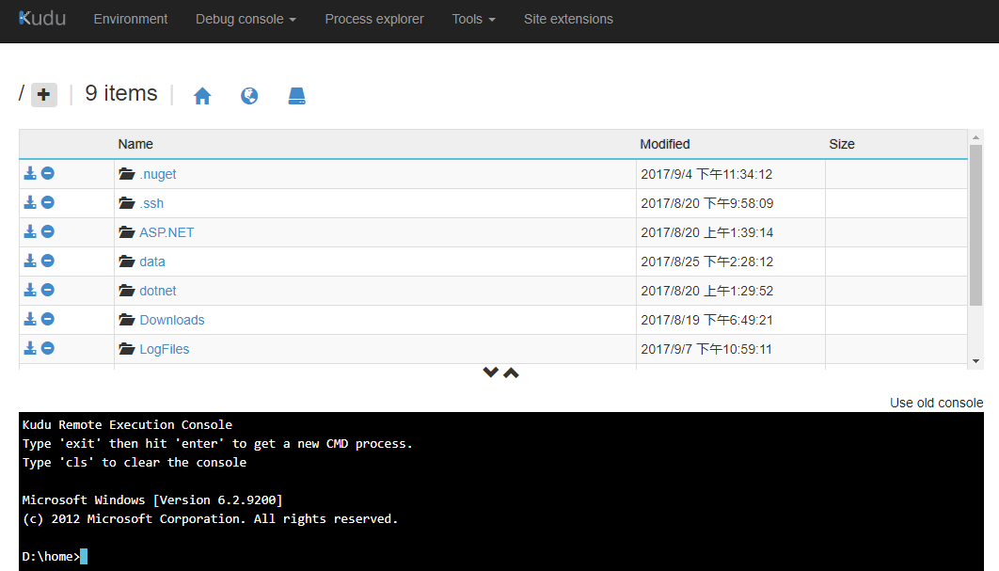 Kudu Environment Debug console Process explorer Tools Site extensions
/ + | 9 items |
Name Modified Size
.nuget 2017/9/4 下午11:34:12
.ssh 2017/8/20 下午9:58:09
ASP.NET 2017/8/20 上午1:39:14
data 2017/8/25 下午2:28:12
dotnet 2017/8/20 上午1:29:52
Downloads 2017/8/19 下午6:49:21
LogFiles 2017/9/7 下午10:59:11
Use old console
Kudu Remote Execution Console
Type 'exit' then hit 'enter' to get a new CMD process.
Type 'cls' to clear the console
Microsoft Windows [Version 6.2.9200]
(c) 2012 Microsoft Corporation. All rights reserved.
D:\home>